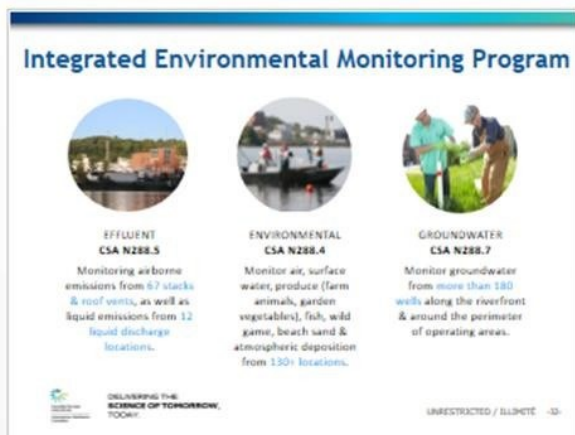 Integrated Environmental Monitoring Program
EFFLUENT
CSA N288.5
Monitoring airborne
emissions from 67 stacks
& roof vents, as well as
liquid emissions from 12
liquid discharge
locations.
ENVIRONMENTAL
CSA N288.4
Monitor air, surface
water, produce (farm
animals, garden
vegetables), fish, wild
game, beach sand &
atmospheric deposition
from 130+ locations.
GROUNDWATER
CSA N288.7
Monitor groundwater
from more than 180
wells along the riverfront
& around the perimeter
of operating areas.
DELIVERING THE
SCIENCE OF TOMORROW,
TODAY.
UNRESTRICTED / ILLIMITÉ -32-